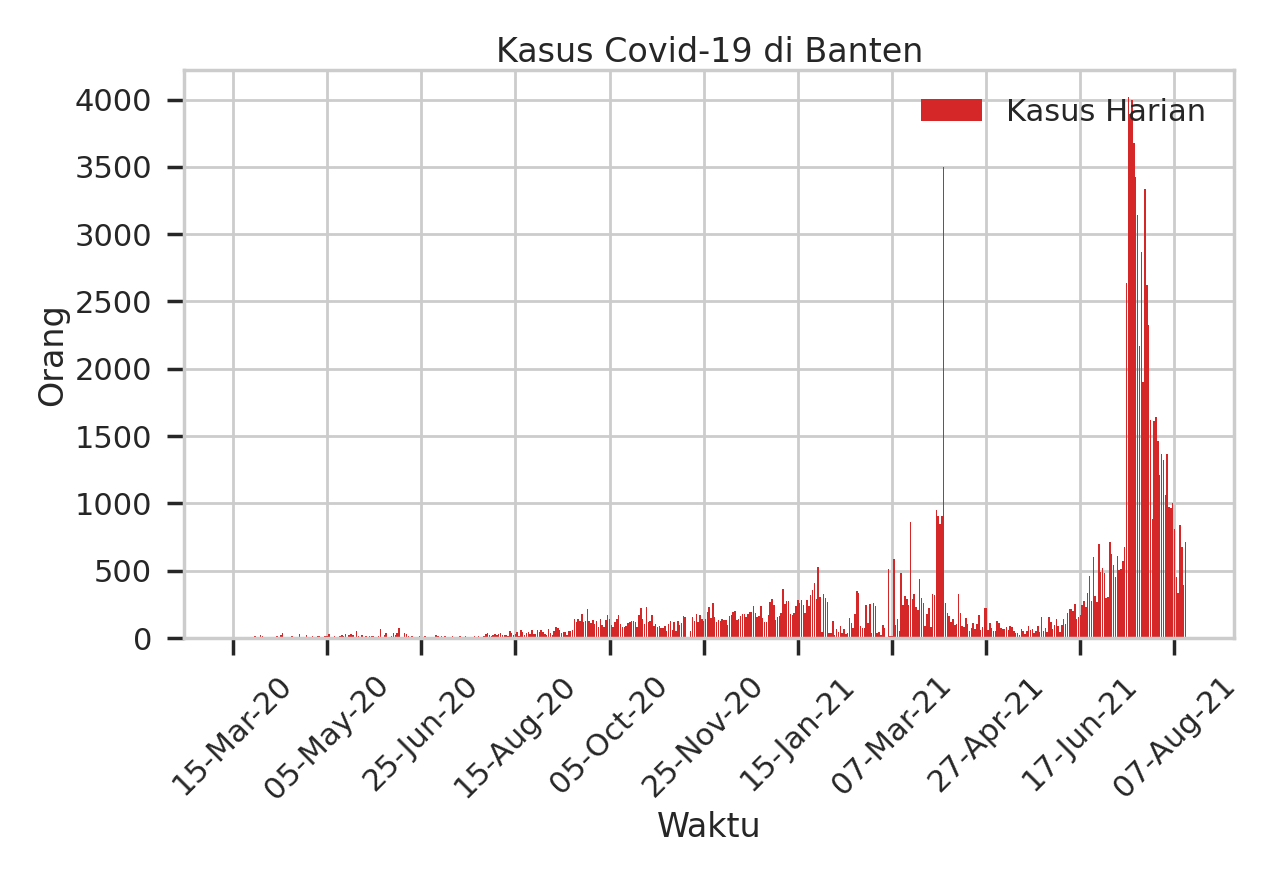 Kasus Covid-19 di Banten
Kasus Harian
4000
3500
3000
2500
2000
1500
1000
500
0
Orang
15-Mar-20
05-May-20
25-Jun-20
15-Aug-20
05-Oct-20
25-Nov-20
15-Jan-21
07-Mar-21
27-Apr-21
17-Jun-21
07-Aug-21
Waktu